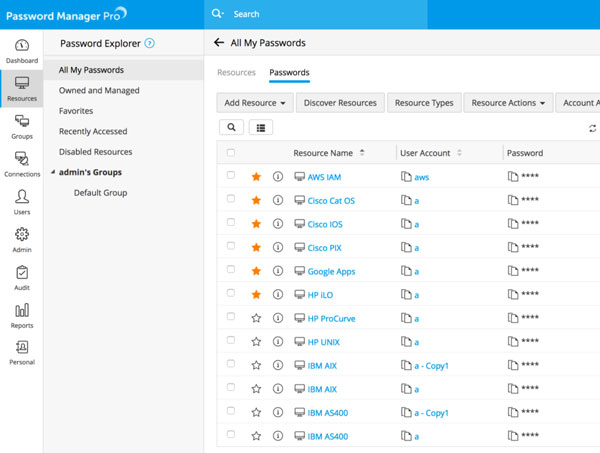 Password Manager Pro
Search
Dashboard
Resources
Groups
Connections
Users
Admin
Audit
Reports
Personal
Password Explorer ?
All My Passwords
Owned and Managed
Favorites
Recently Accessed
Disabled Resources
admin's Groups
Default Group
All My Passwords
Resources Passwords
Add Resource Discover Resources Resource Types Resource Actions Account A
Resource Name User Account Password
AWS IAM aws ****
Cisco Cat OS a ****
Cisco IOS a ****
Cisco PIX a ****
Google Apps a ****
HP iLO a ****
HP ProCurve a ****
HP UNIX a ****
IBM AIX a - Copy1 ****
IBM AIX a ****
IBM AS400 a - Copy1 ****
IBM AS400 a ****